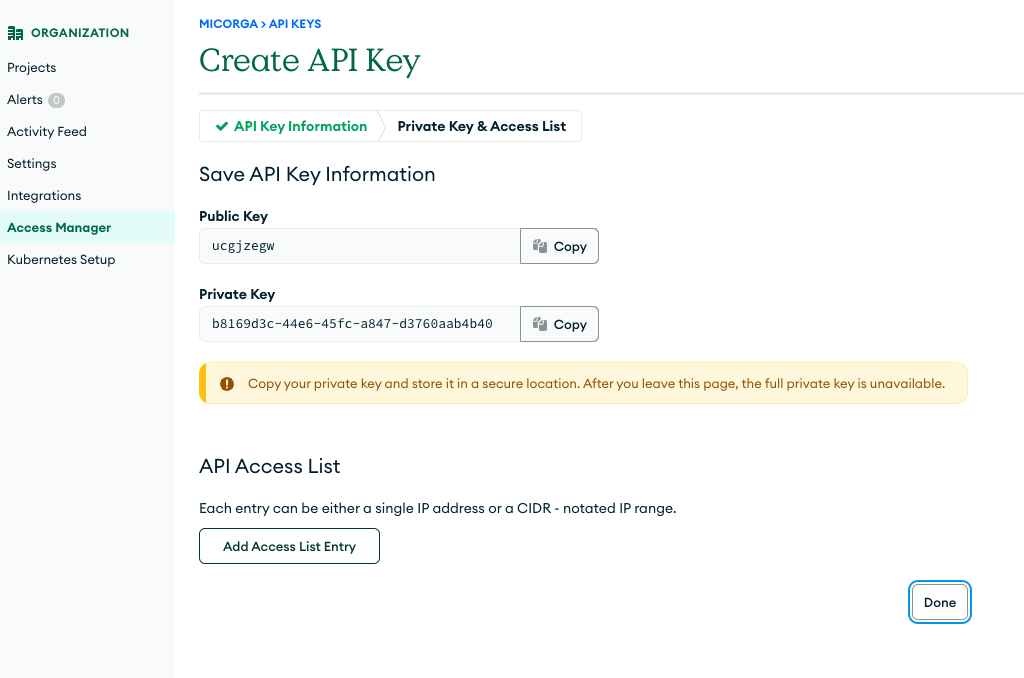 ORGANIZATION
Projects
Alerts 0
Activity Feed
Settings
Integrations
Access Manager
Kubernetes Setup
MICORGA > API KEYS
Create API Key
API Key Information
Private Key & Access List
Save API Key Information
Public Key
ucgjzegw
Copy
Private Key
b8169d3c-44e6-45fc-a847-d3760aab4b40
Copy
Copy your private key and store it in a secure location. After you leave this page, the full private key is unavailable.
API Access List
Each entry can be either a single IP address or a CIDR - notated IP range.
Add Access List Entry
Done